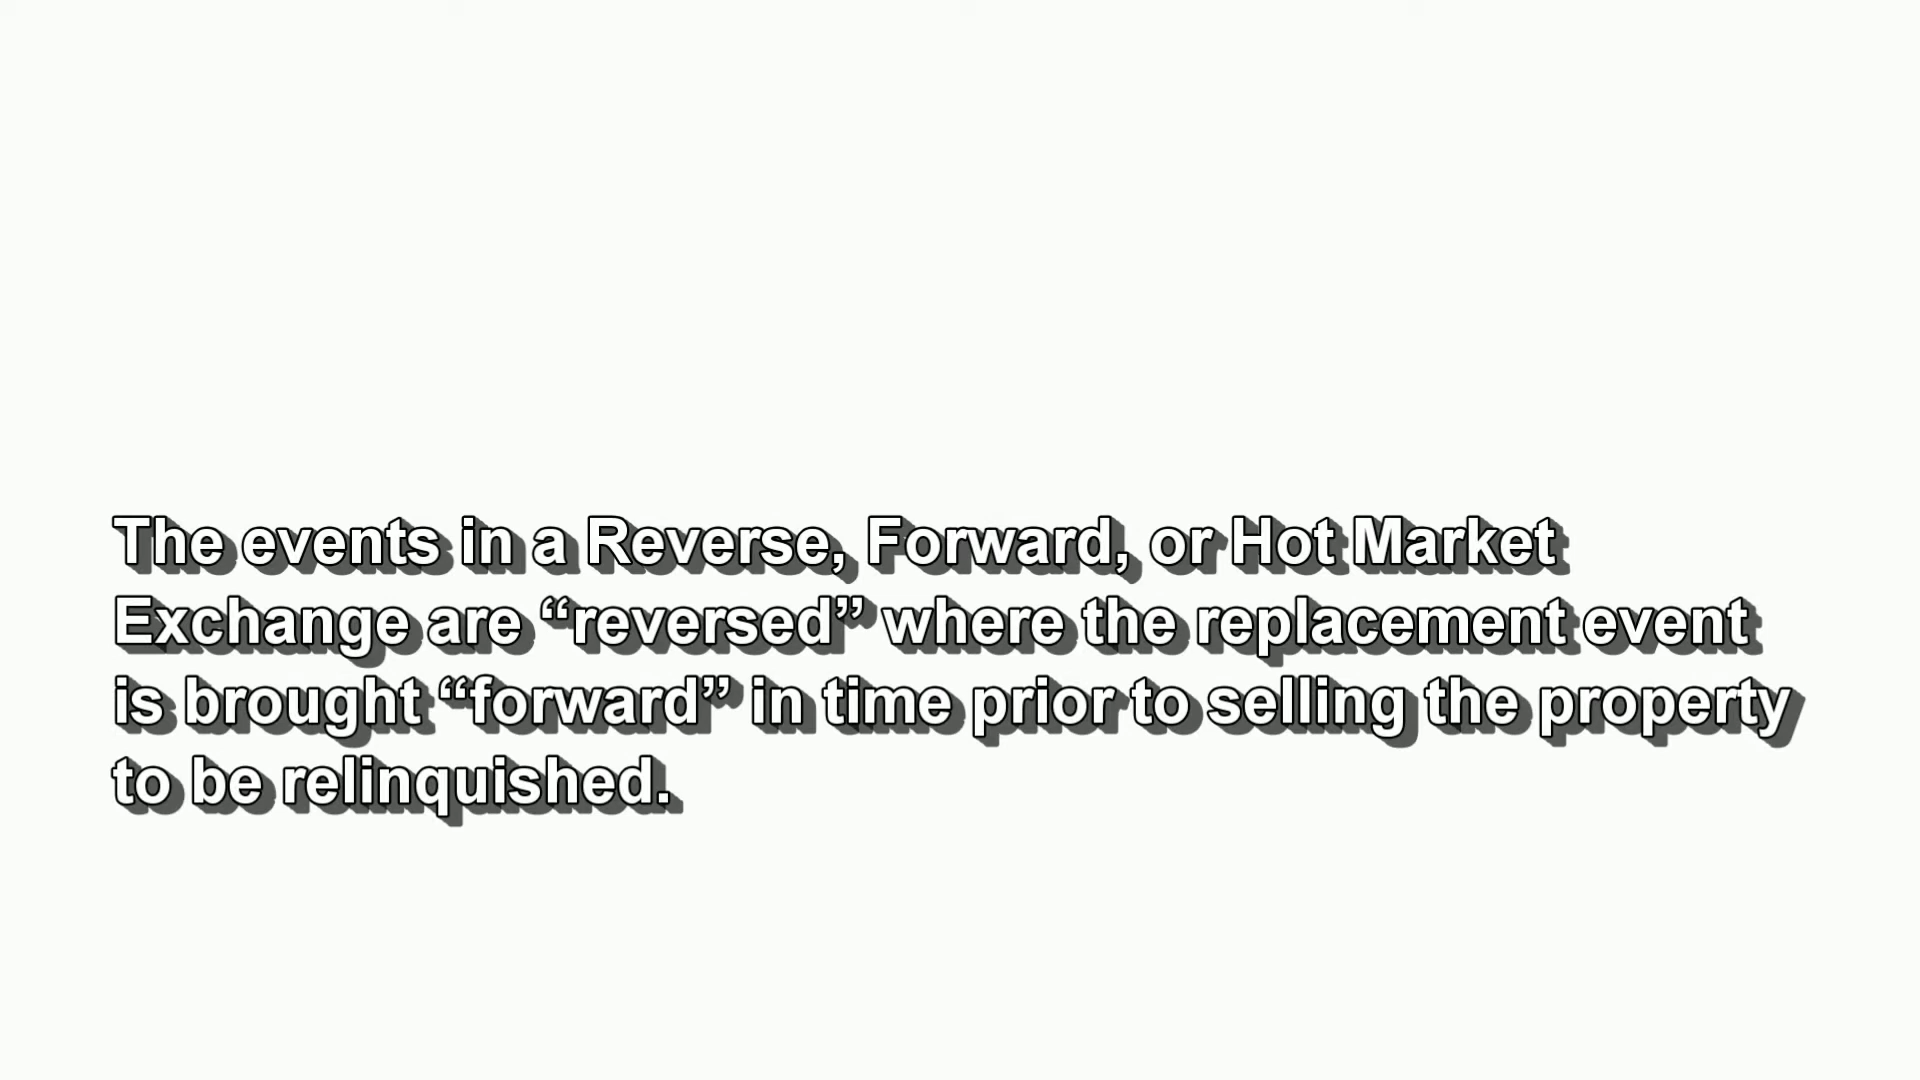 The events in a Reverse, Forward, or Hot Market
Exchange are “reversed” where the replacement event
is brought “forward” in time prior to selling the property
to be relinquished.